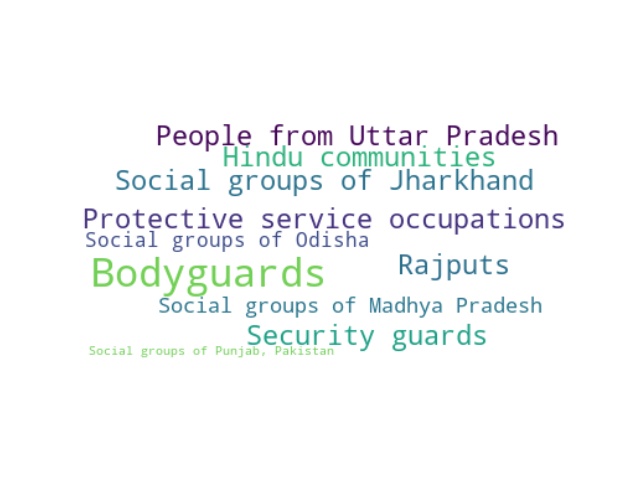 People from Uttar Pradesh
Hindu communities
Social groups of Jharkhand
Protective service occupations
Social groups of Odisha
Bodyguards
Rajputs
Social groups of Madhya Pradesh
Security guards
Social groups of Punjab, Pakistan